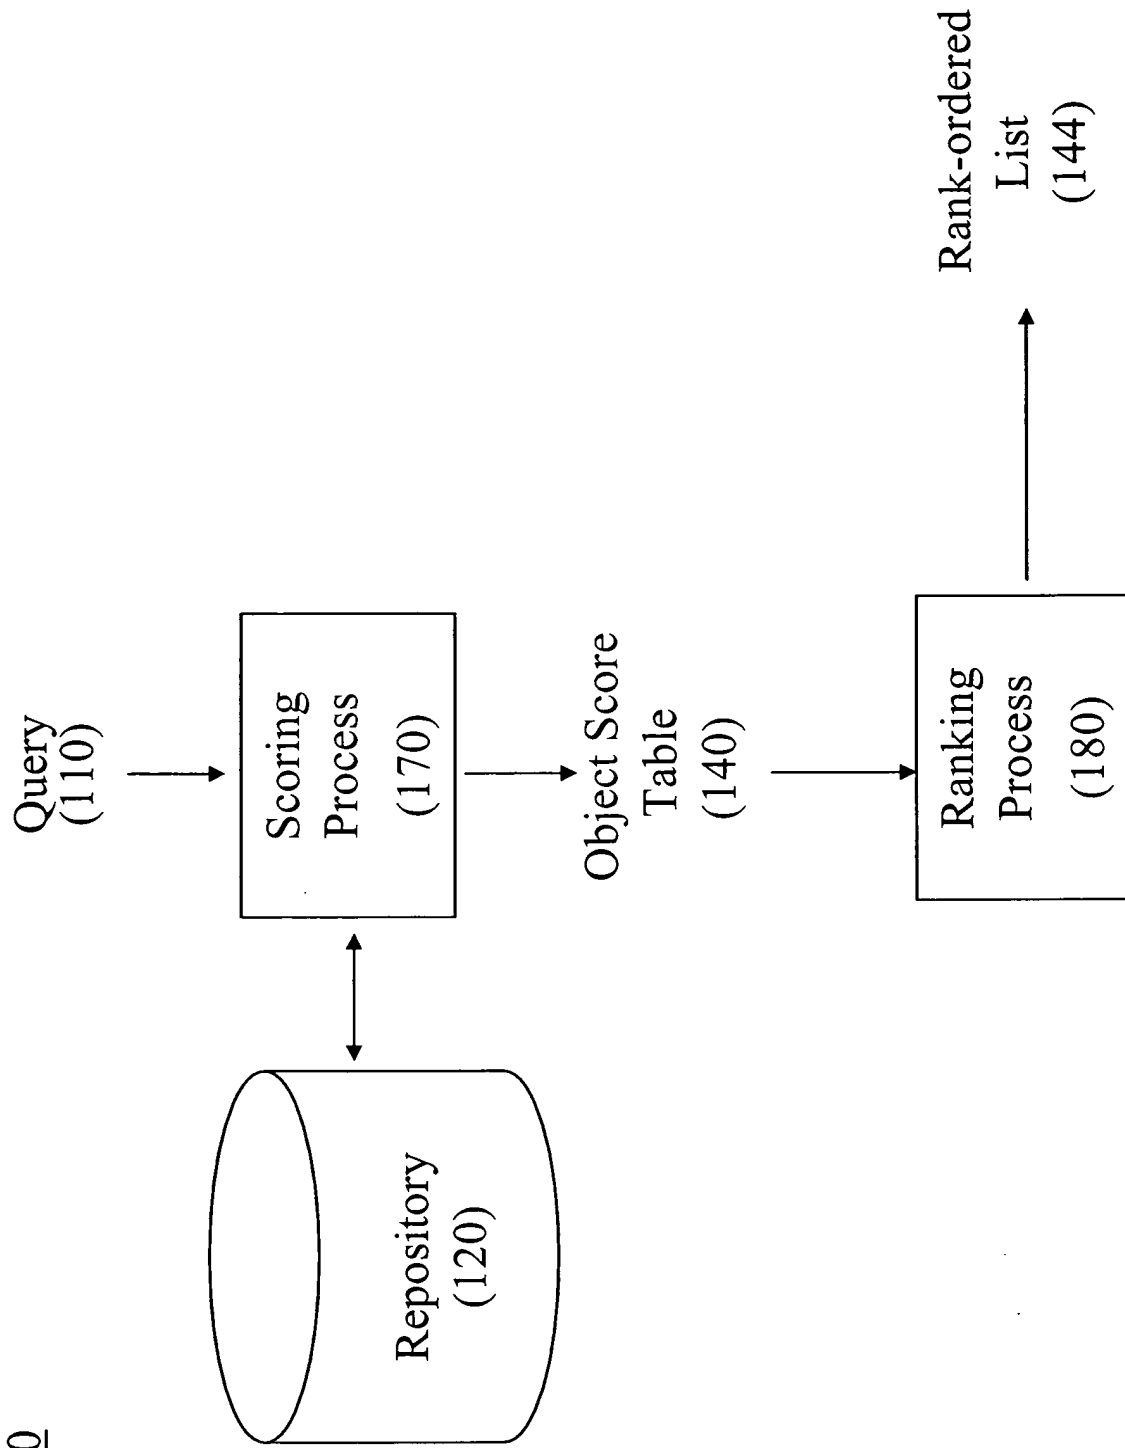 Query
(110)
Scoring
Process
(170)
Repository
(120)
Object Score
Table
(140)
Ranking
Process
(180)
Rank-ordered
List
(144)